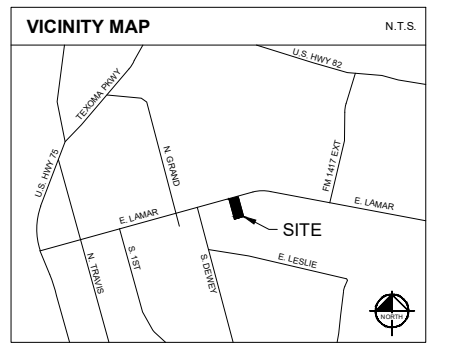 VICINITY MAP
N.T.S.
U.S. HWY 82
TEXOMA PKWY
U.S. HWY 75
N. GRAND
FM 1417 EXT
E. LAMAR
E. LAMAR
SITE
N. TRAVIS
S. 1ST
S. DEWEY
E. LESLIE
NORTH